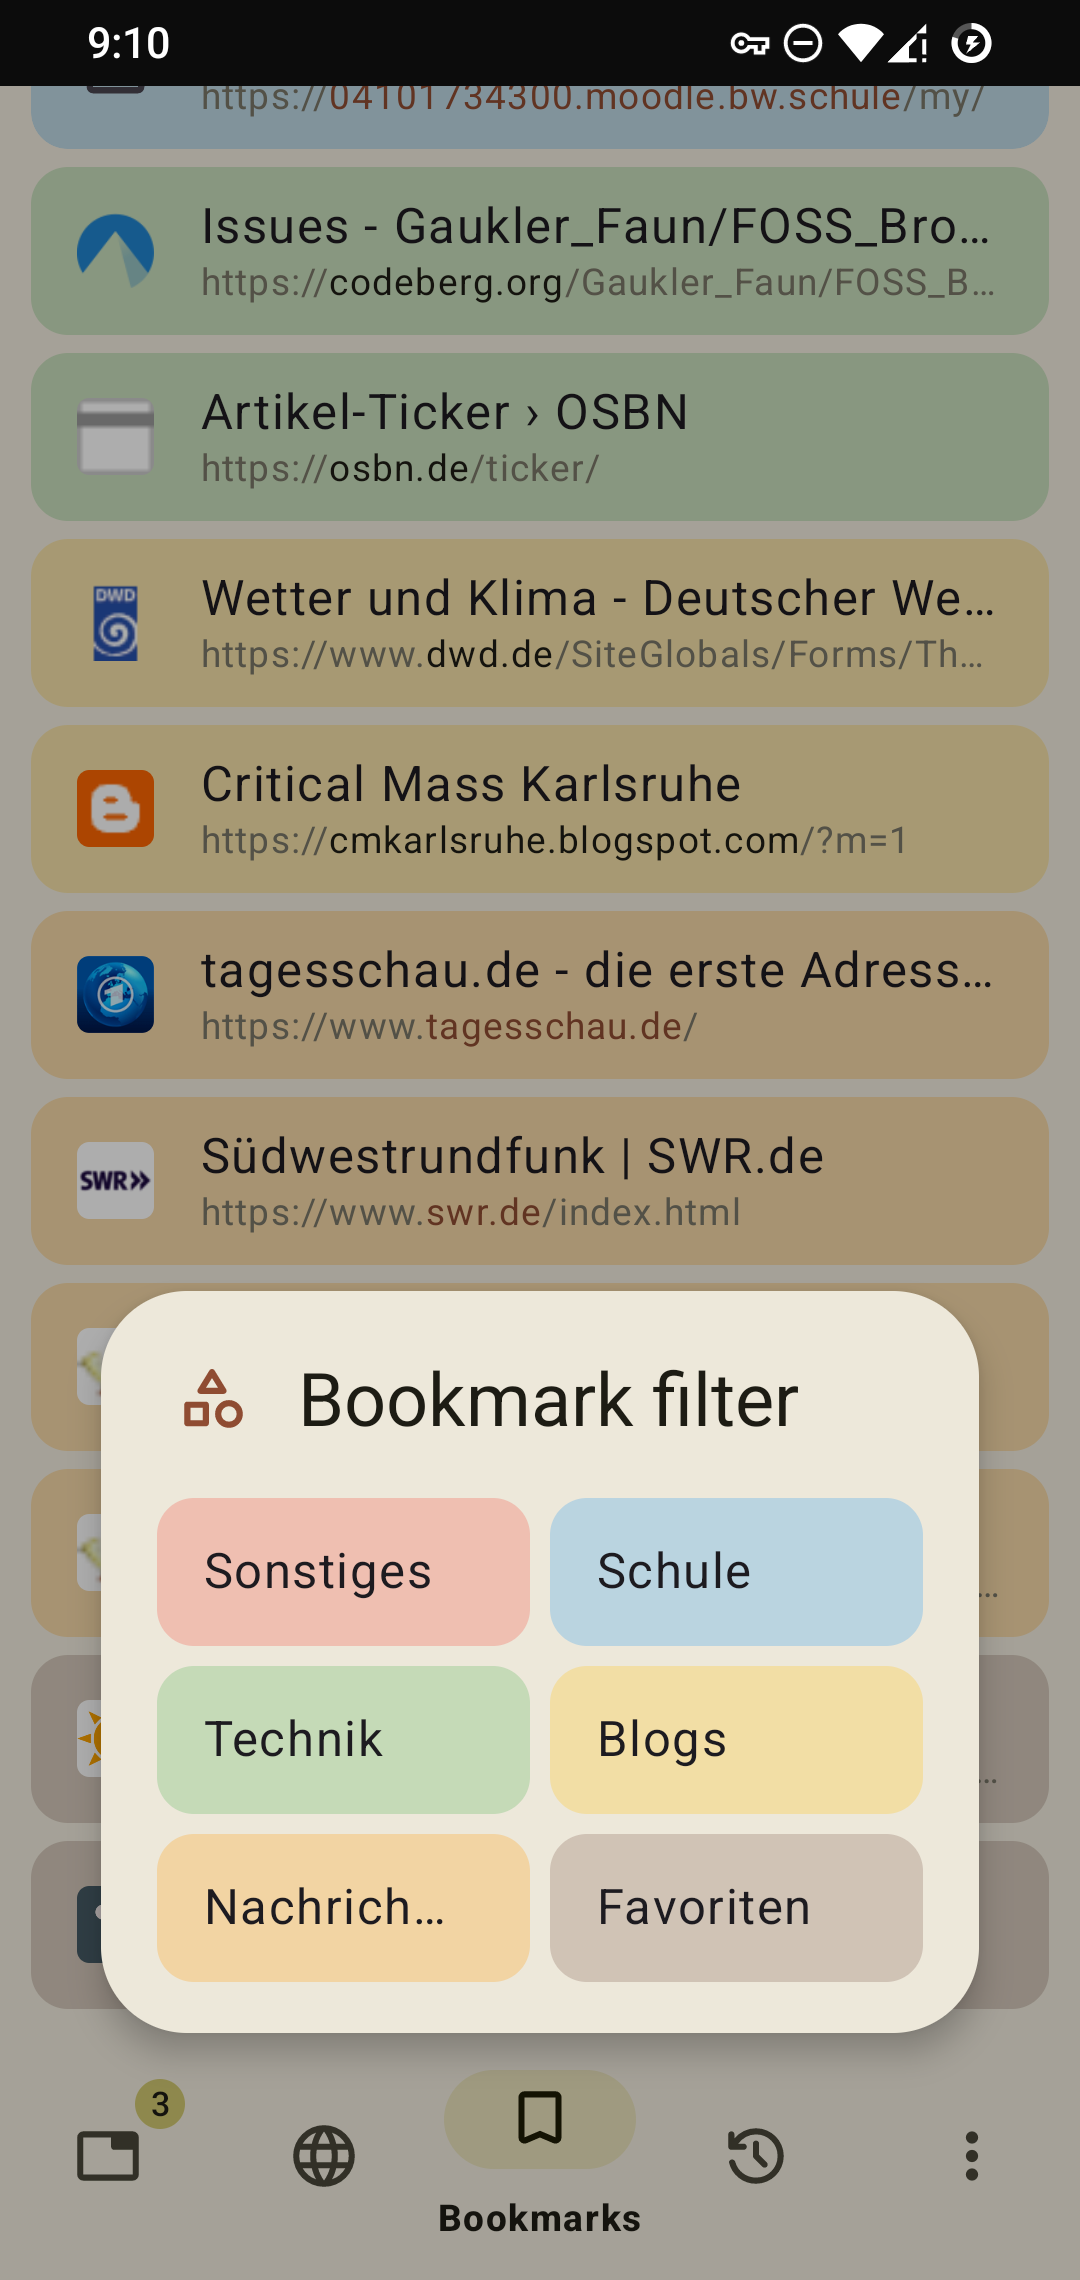 9:10
https://04101734300.moodle.bw.schule/my/
Issues - Gaukler_Faun/FOSS_Bro…
https://codeberg.org/Gaukler_Faun/FOSS_B…
Artikel-Ticker › OSBN
https://osbn.de/ticker/
DWD
Wetter und Klima - Deutscher We…
https://www.dwd.de/SiteGlobals/Forms/Th…
Critical Mass Karlsruhe
https://cmkarlsruhe.blogspot.com/?m=1
tagesschau.de - die erste Adress…
https://www.tagesschau.de/
SWR»
Südwestrundfunk | SWR.de
https://www.swr.de/index.html
Bookmark filter
Sonstiges
Schule
…
Technik
Blogs
…
Nachrich…
Favoriten
3
Bookmarks